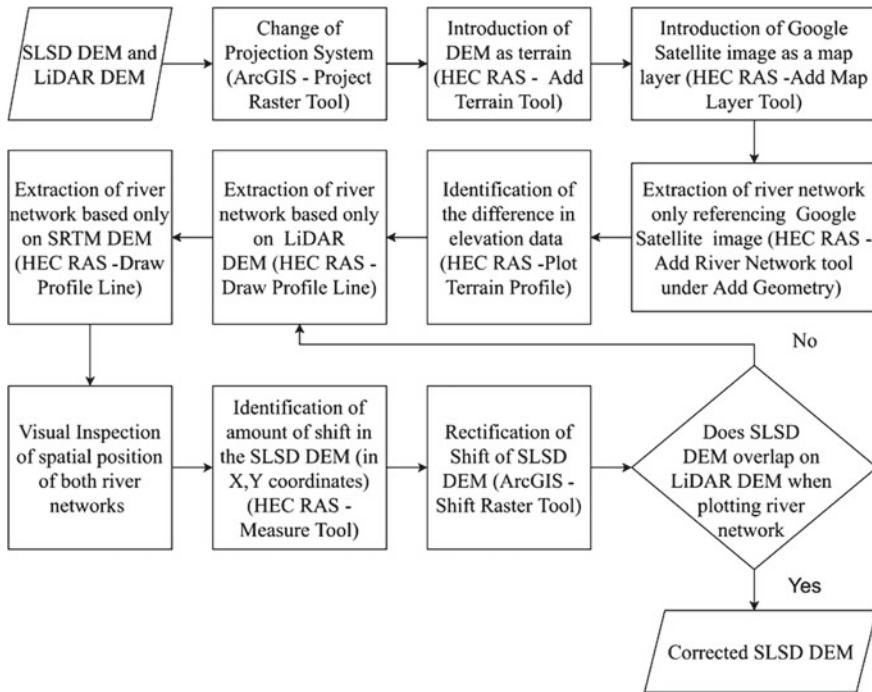 SLSD DEM and
LiDAR DEM
Change of
Projection System
(ArcGIS - Project
Raster Tool)
Introduction of
DEM as terrain
(HEC RAS -  Add
Terrain Tool)
Introduction of Google
Satellite image as a map
layer (HEC RAS -Add Map
Layer Tool)
Extraction of river network
only referencing  Google
Satellite  image (HEC RAS -
Add River Network tool
under Add Geometry)
Identification of
the difference in
elevation data
(HEC RAS -Plot
Terrain Profile)
Extraction of river
network based only
on  LiDAR
DEM (HEC RAS -
Draw Profile Line)
Extraction of river
network based only
on SRTM DEM
(HEC RAS -Draw
Profile Line)
Visual Inspection
of spatial position
of both river
networks
Identification of
amount of shift in
the SLSD DEM (in
X,Y coordinates)
(HEC RAS -
Measure Tool)
Rectification of
Shift of SLSD
DEM (ArcGIS -
Shift Raster Tool)
Does SLSD
DEM overlap on
LiDAR DEM when
plotting river
network
No
Yes
Corrected SLSD DEM